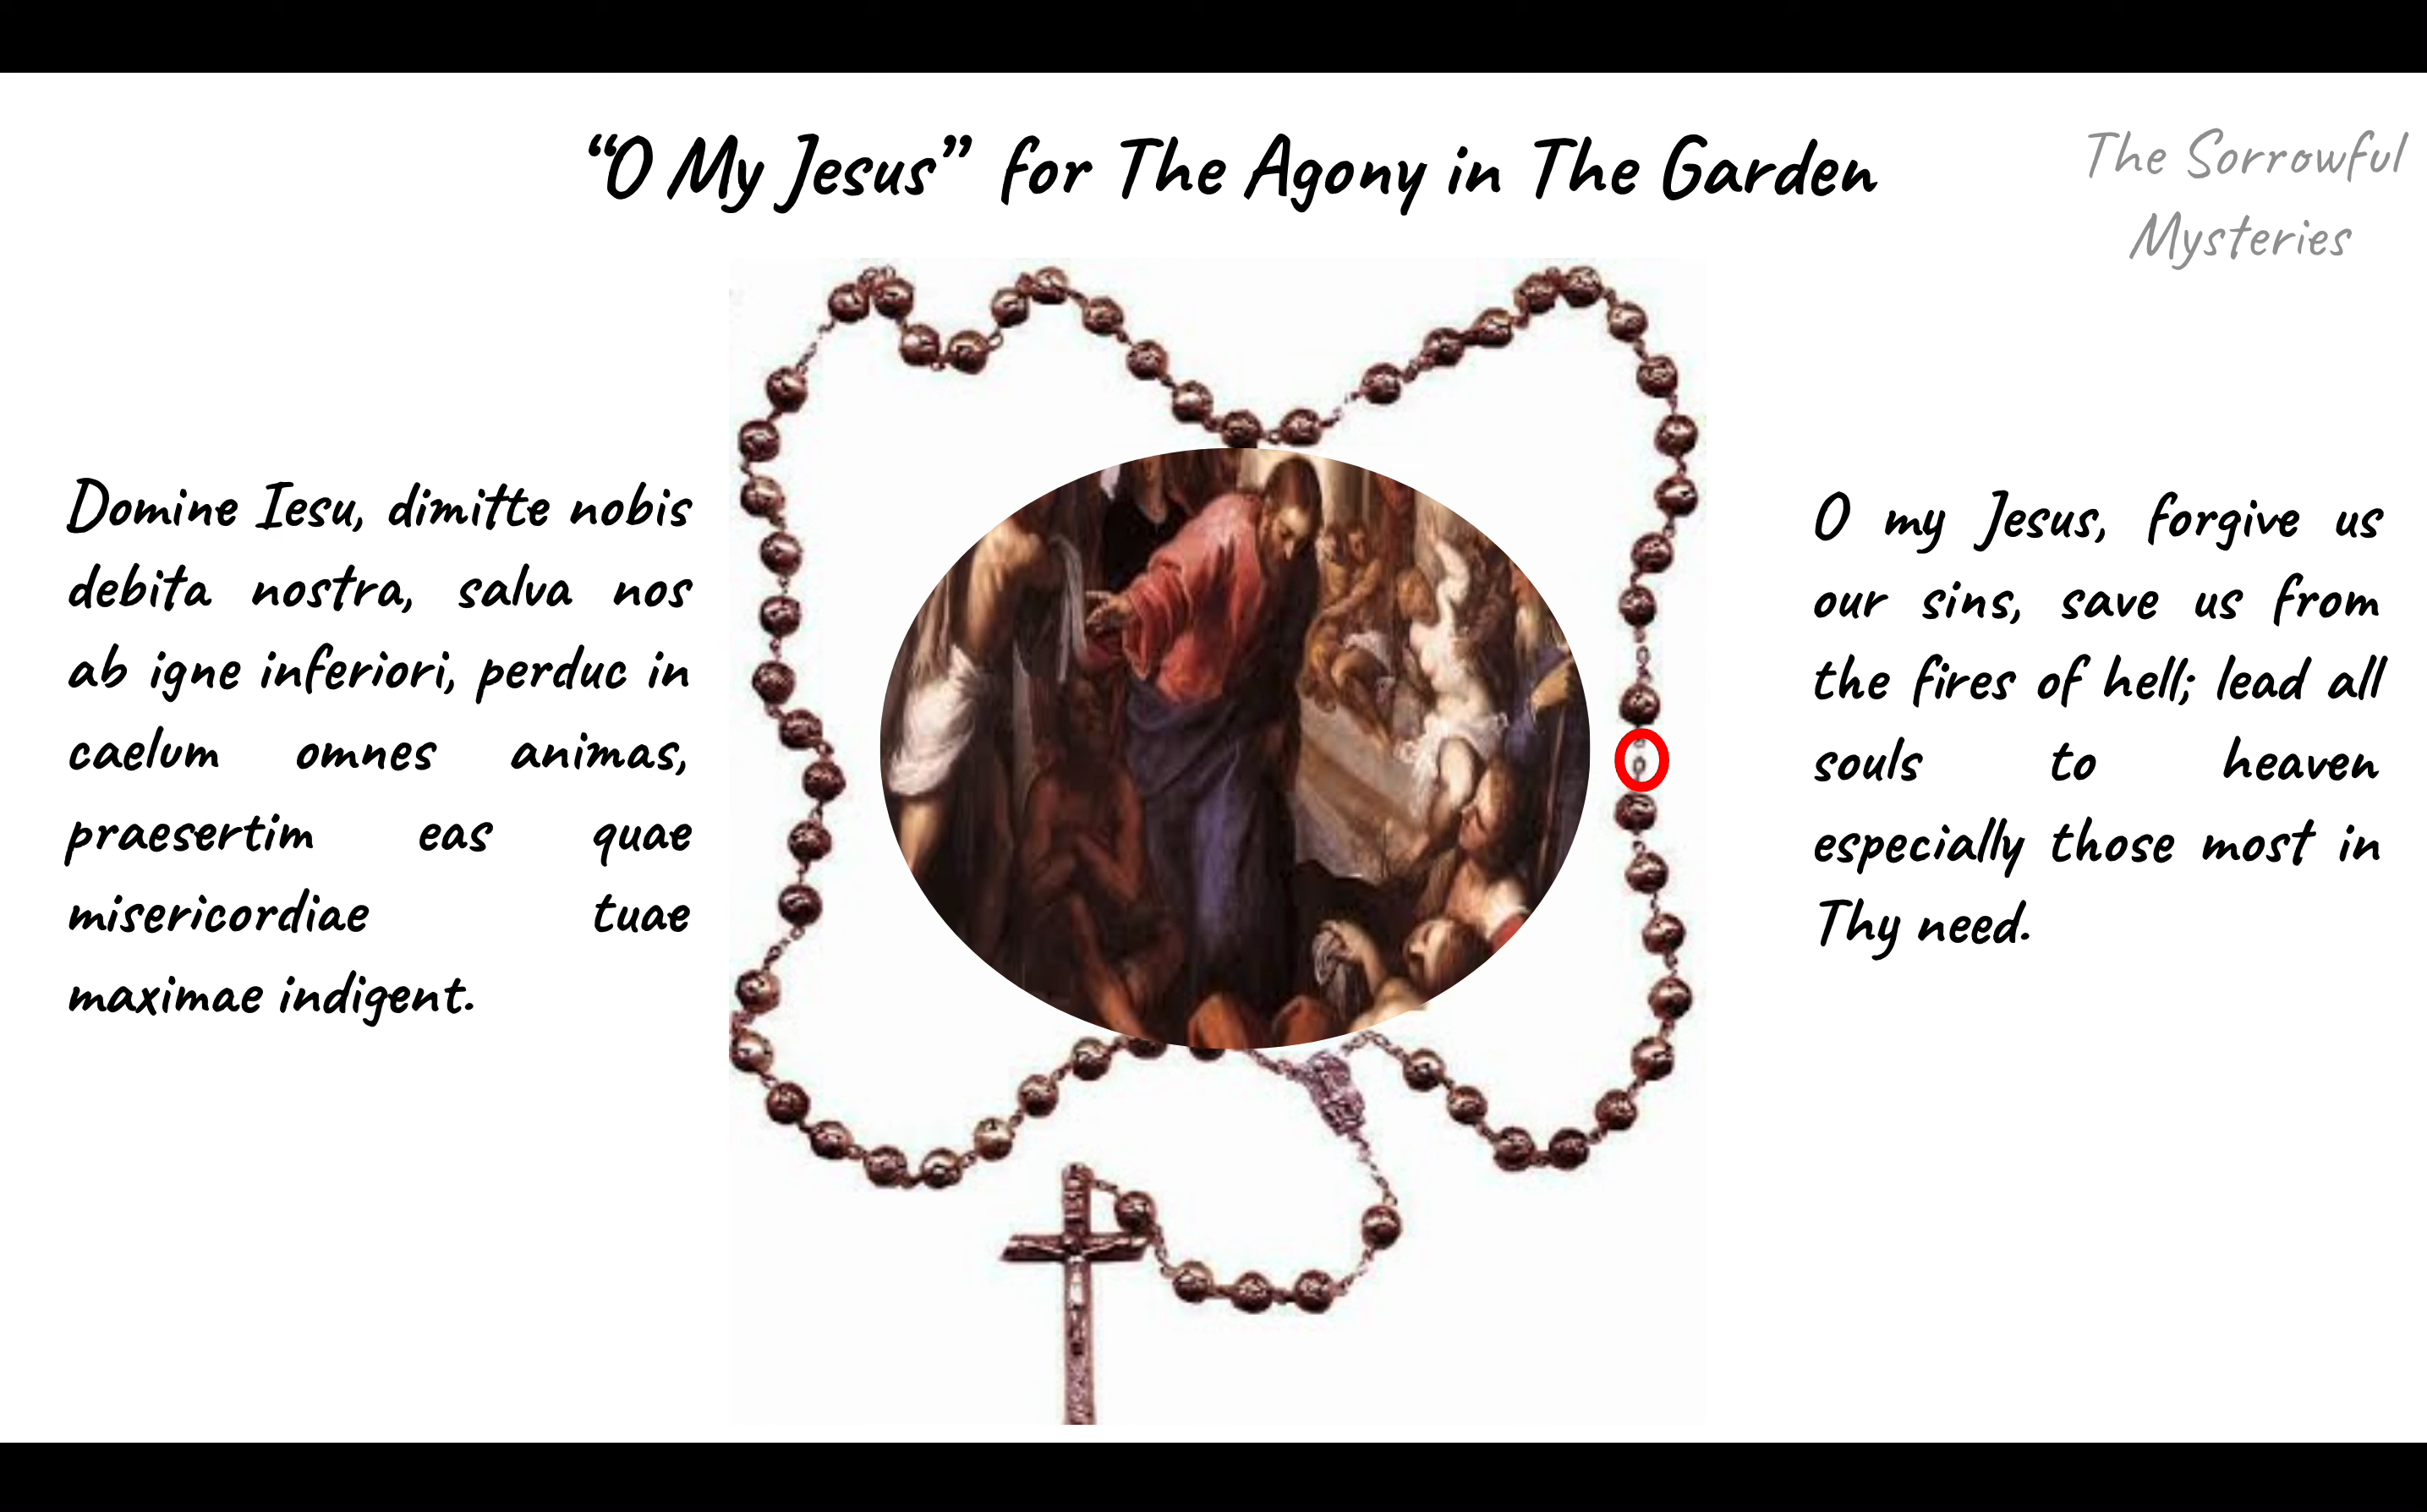 “O My Jesus” for The Agony in The Garden
The Sorrowful
Mysteries
Domine Iesu, dimitte nobis
debita nostra, salva nos
ab igne inferiori, perduc in
caelum omnes animas,
praesertim eas quae
misericordiae tuae
maximae indigent.
O my Jesus, forgive us
our sins, save us from
the fires of hell; lead all
souls to heaven
especially those most in
Thy need.